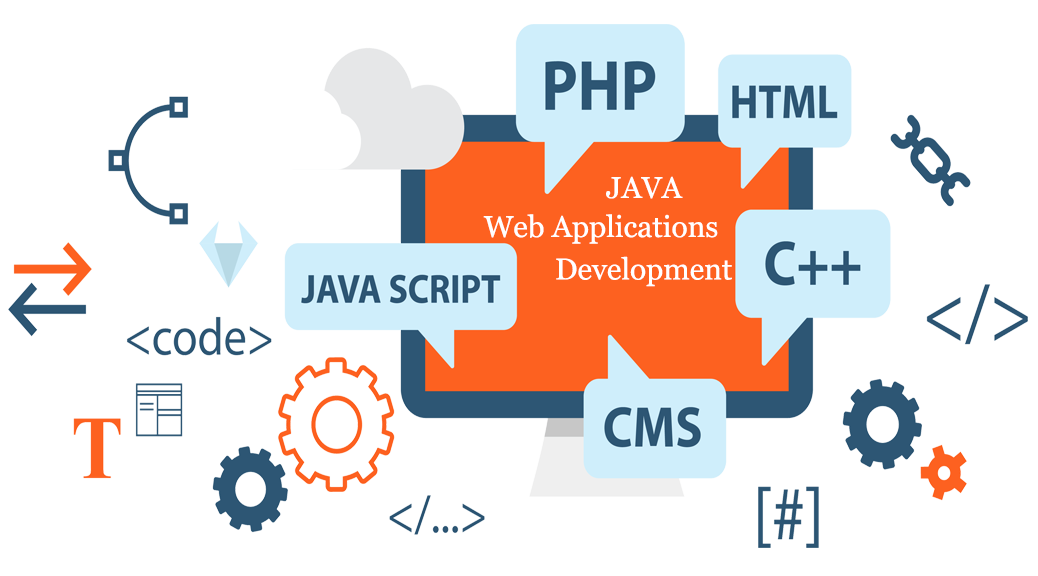 PHP
HTML
JAVA
Web Applications
Development
C++
JAVA SCRIPT
</>
<code>
T
CMS
</...>
[#]